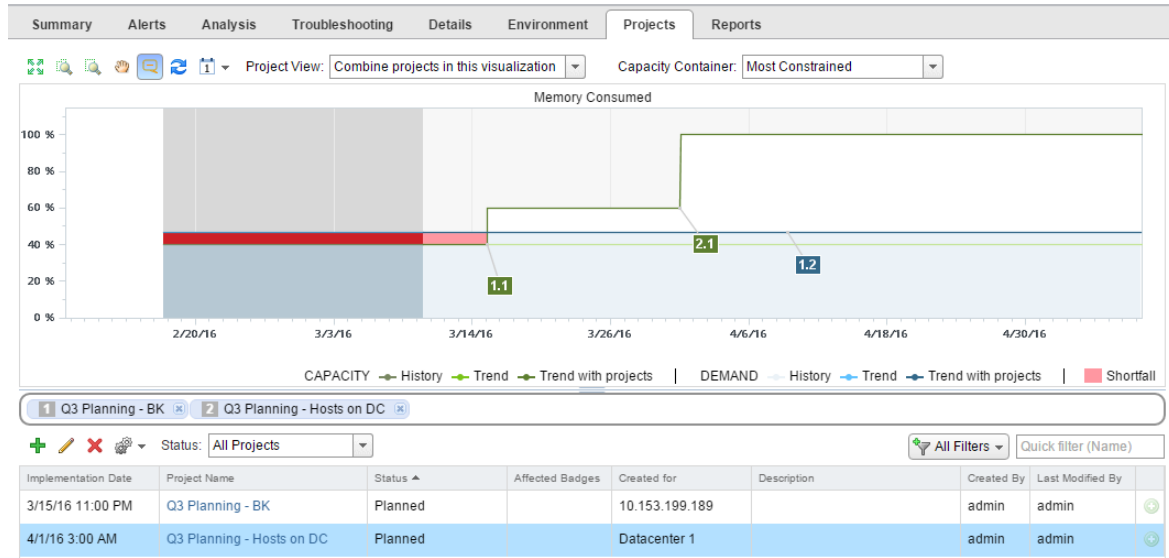 Summary Alerts Analysis Troubleshooting Details Environment Projects Reports
1 Project View: Combine projects in this visualization Capacity Container: Most Constrained
Memory Consumed
100 %
80 %
60 %
40 %
2.1
1.2
20 %
1.1
0 %
2/20/16 3/3/16 3/14/16 3/26/16 4/6/16 4/18/16 4/30/16
CAPACITY History Trend Trend with projects DEMAND History Trend Trend with projects Shortfall
1 Q3 Planning - BK 2 Q3 Planning - Hosts on DC
Status: All Projects All Filters Quick filter (Name)
Implementation Date Project Name Status Affected Badges Created for Description Created By Last Modified By
3/15/16 11:00 PM Q3 Planning - BK Planned 10.153.199.189 admin admin
4/1/16 3:00 AM Q3 Planning - Hosts on DC Planned Datacenter 1 admin admin